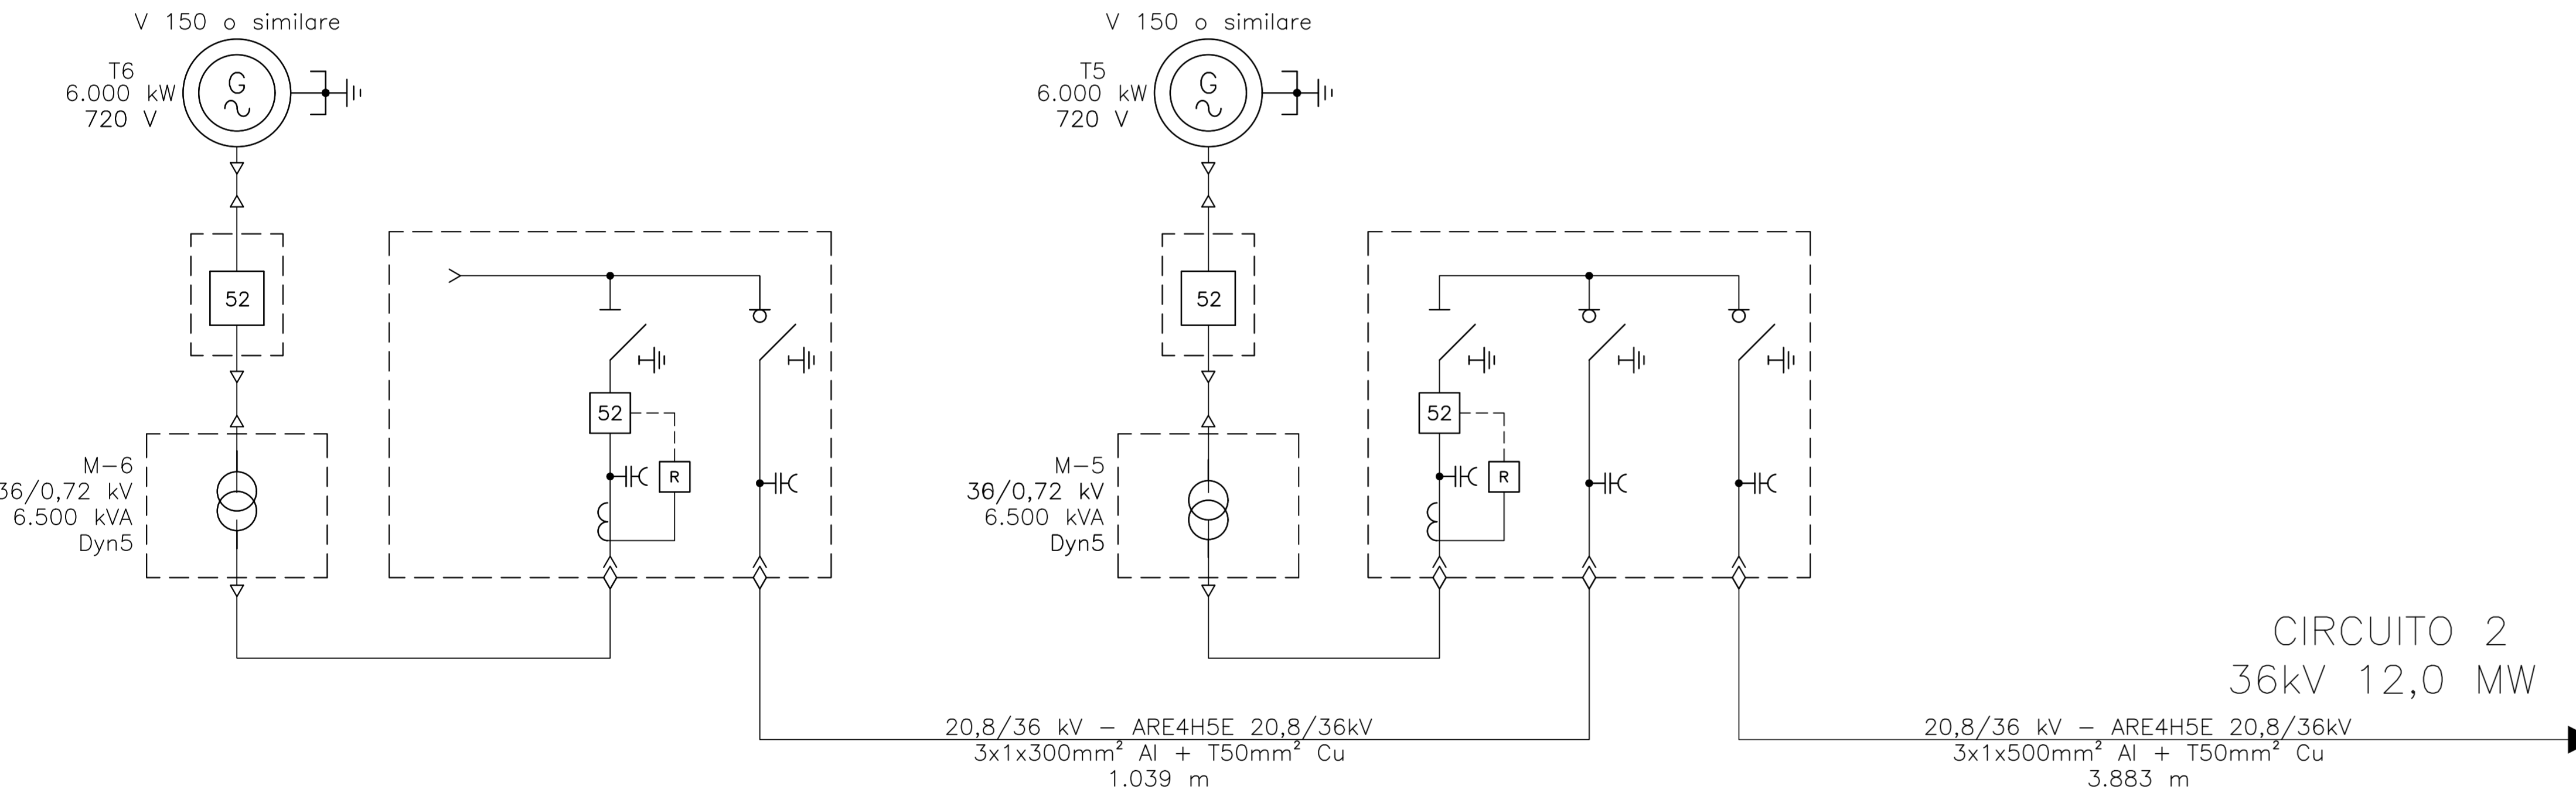 V 150 o similare
T6
6.000 kW
720 V
G
52
M-6
36/0,72 kV
6.500 kVA
Dyn5
52
R
V 150 o similare
T5
6.000 kW
720 V
G
52
M-5
36/0,72 kV
6.500 kVA
Dyn5
52
R
20,8/36 kV - ARE4H5E 20,8/36kV
3x1x300mm² Al + T50mm² Cu
1.039 m
CIRCUITO 2
36kV 12,0 MW
20,8/36 kV - ARE4H5E 20,8/36kV
3x1x500mm² Al + T50mm² Cu
3.883 m